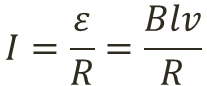 I = ε/R = Blv/R